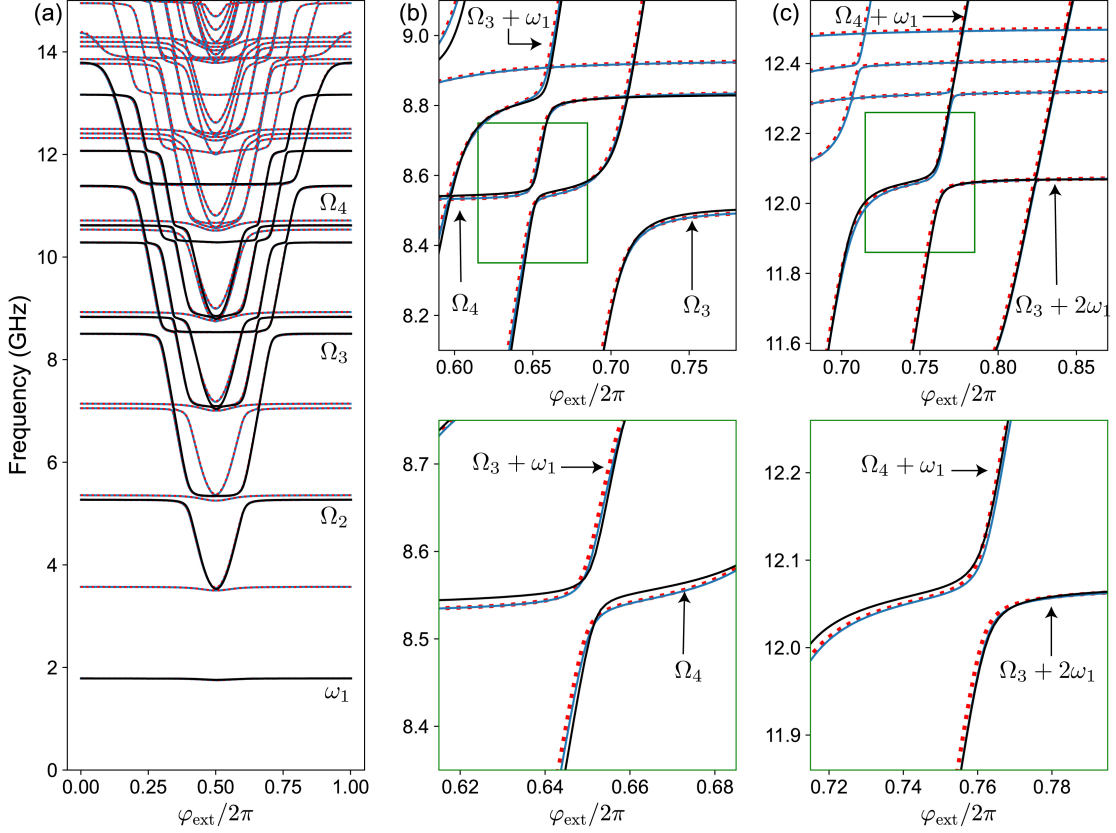 (a)
Frequency (GHz)
14
12
10
8
6
4
2
0
Ω₄
Ω₃
Ω₂
ω₁
0.00
0.25
0.50
0.75
1.00
φext/2π
(b)
9.0
8.8
8.6
8.4
8.2
Ω₃ + ω₁
Ω₄
Ω₃
0.60
0.65
0.70
0.75
φext/2π
(c)
12.4
12.2
12.0
11.8
11.6
Ω₄ + ω₁
Ω₃ + 2ω₁
0.70
0.75
0.80
0.85
φext/2π
8.7
8.6
8.5
8.4
Ω₃ + ω₁
Ω₄
0.62
0.64
0.66
0.68
φext/2π
12.2
12.1
12.0
11.9
Ω₄ + ω₁
Ω₃ + 2ω₁
0.72
0.74
0.76
0.78
φext/2π